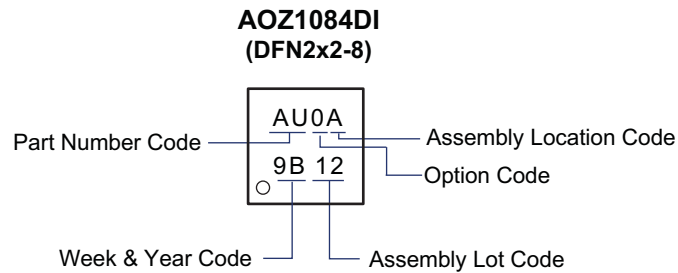 AOZ1084DI
(DFN2x2-8)
AU0A
Part Number Code
Assembly Location Code
9B 12
Option Code
Week & Year Code
Assembly Lot Code